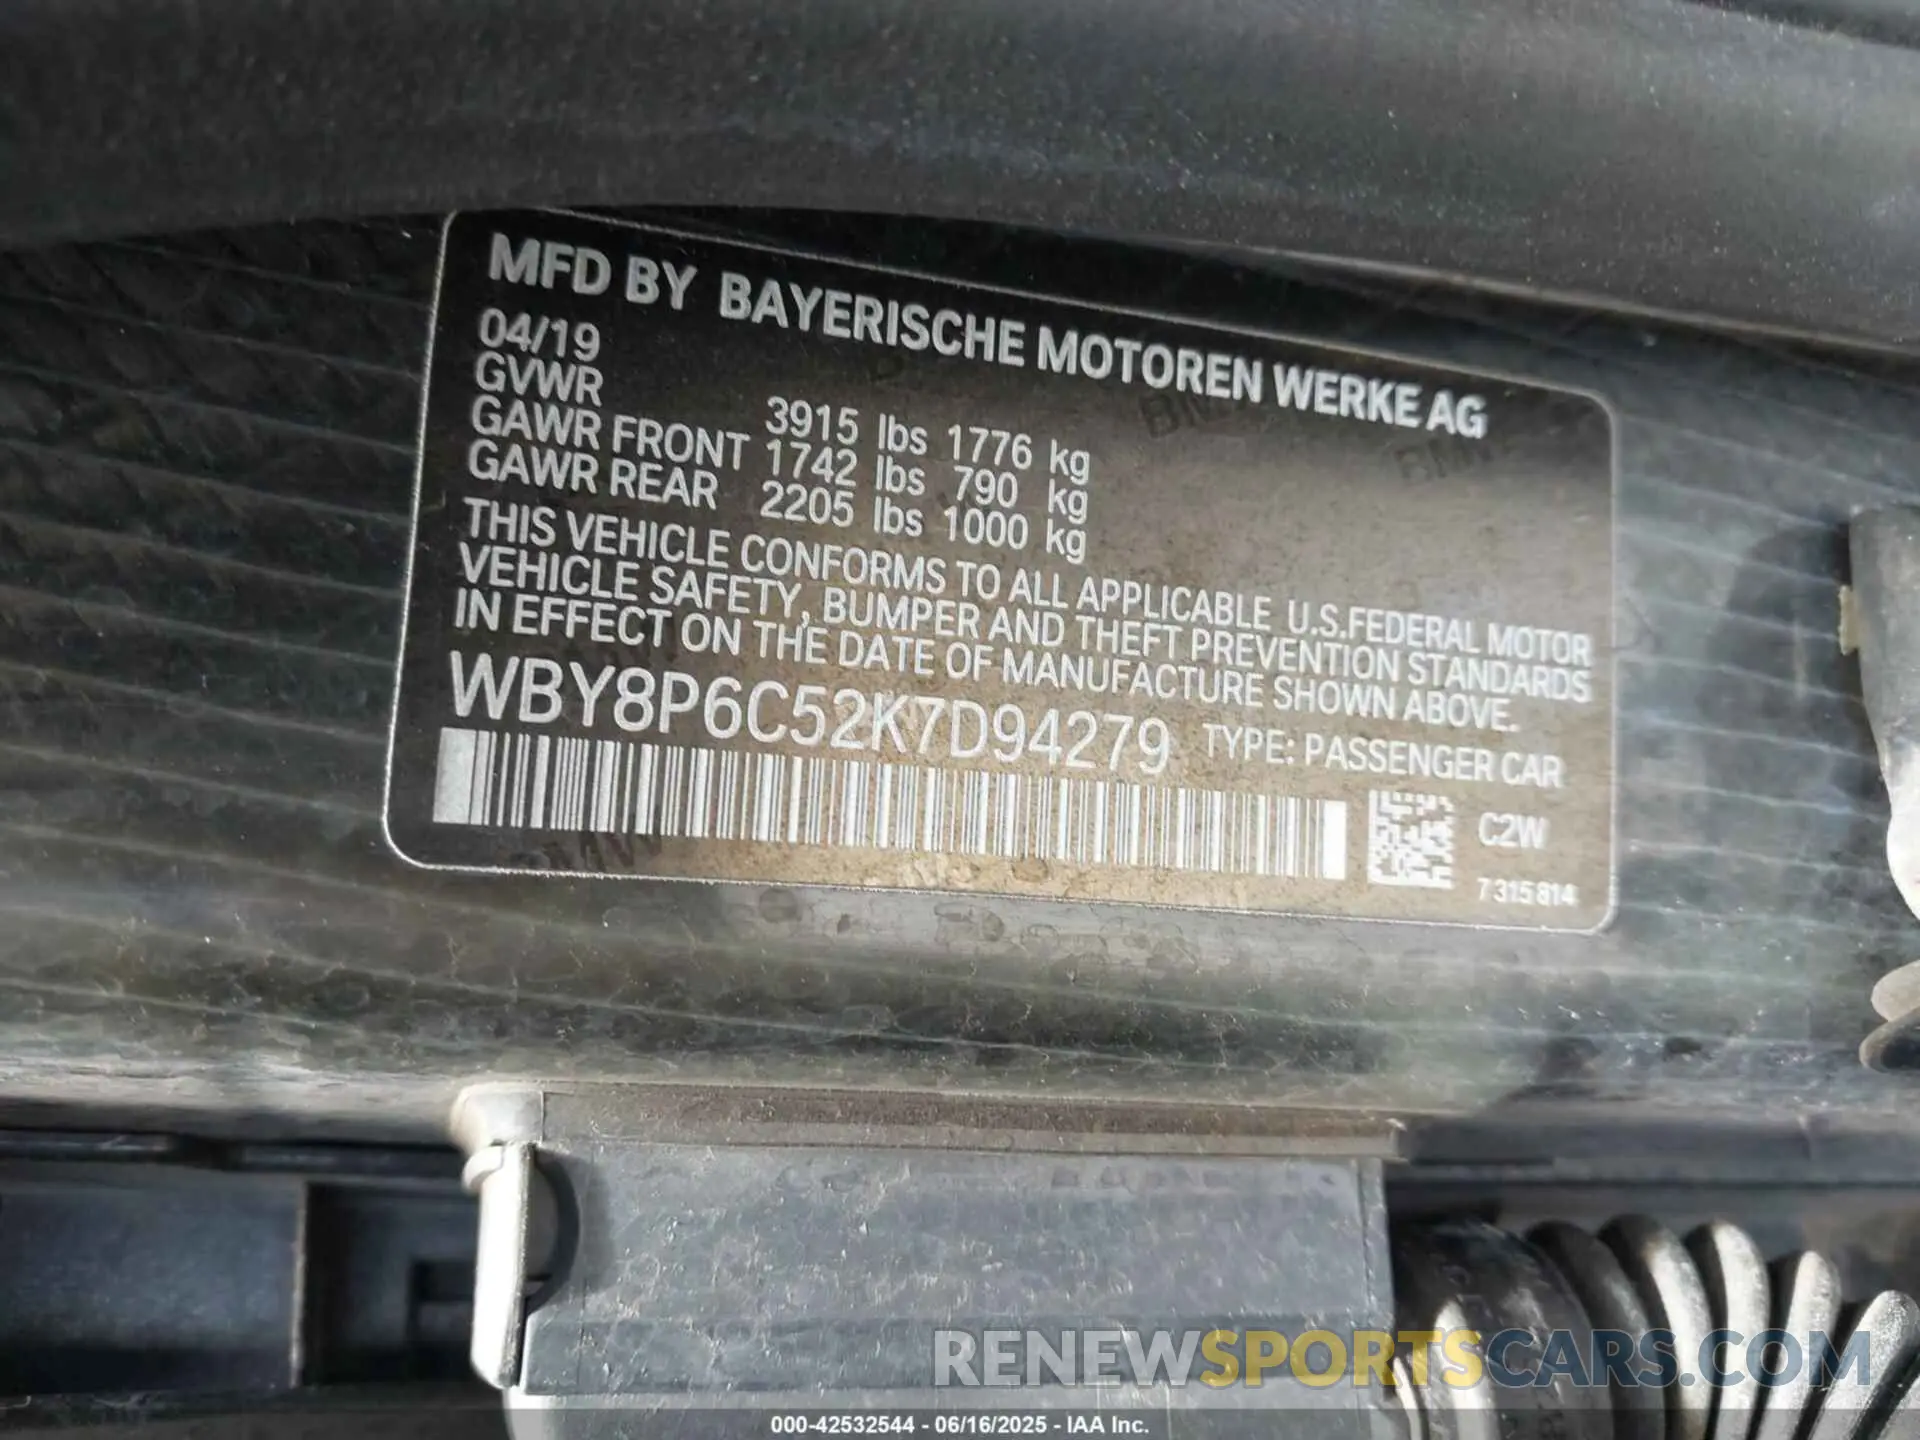 MFD BY BAYERISCHE MOTOREN WERKE AG
04/19
GVWR 3915 lbs 1776 kg
GAWR FRONT 1742 lbs 790 kg
GAWR REAR 2205 lbs 1000 kg
THIS VEHICLE CONFORMS TO ALL APPLICABLE U.S.FEDERAL MOTOR
VEHICLE SAFETY, BUMPER AND THEFT PREVENTION STANDARDS
IN EFFECT ON THE DATE OF MANUFACTURE SHOWN ABOVE.
WBY8P6C52K7D94279 TYPE: PASSENGER CAR
C2W
7 315 814
RENEWSPORTSCARS.COM
000-42532544 - 06/16/2025 - IAA Inc.